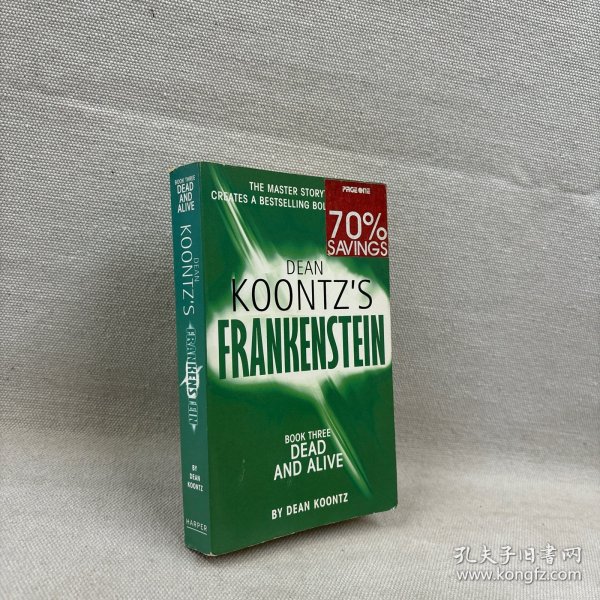 BOOK THREE
DEAD
AND
ALIVE
DEAN
KOONTZ'S
FRANKENSTEIN
BY
DEAN
KOONTZ
HARPER
THE MASTER STORY
CREATES A BESTSELLING BOL
PAGE ONE
70%
SAVINGS
DEAN
KOONTZ'S
FRANKENSTEIN
BOOK THREE
DEAD
AND ALIVE
BY DEAN KOONTZ
孔夫子旧书网
www.kongfz.com